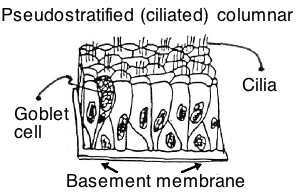 Pseudostratified (ciliated) columnar
Cilia
Goblet
cell
Basement membrane